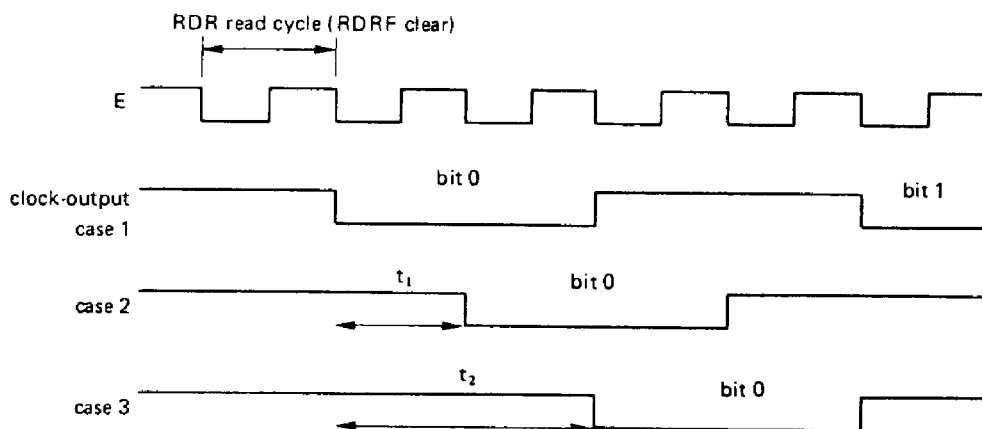 RDR read cycle (RDRF clear)
E
bit 0
clock-output
bit 1
case 1
t₁
bit 0
case 2
t₂
bit 0
case 3